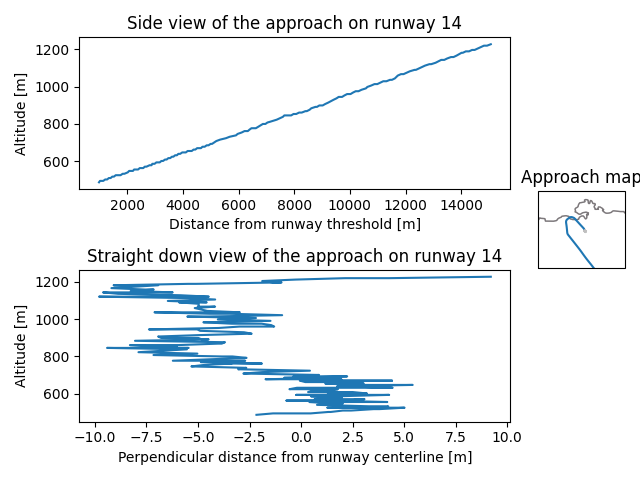 Side view of the approach on runway 14
1200
1000
800
600
Altitude [m]
2000 4000 6000 8000 10000 12000 14000
Distance from runway threshold [m]
Approach map
Straight down view of the approach on runway 14
1200
1000
800
600
Altitude [m]
−10.0 −7.5 −5.0 −2.5 0.0 2.5 5.0 7.5 10.0
Perpendicular distance from runway centerline [m]